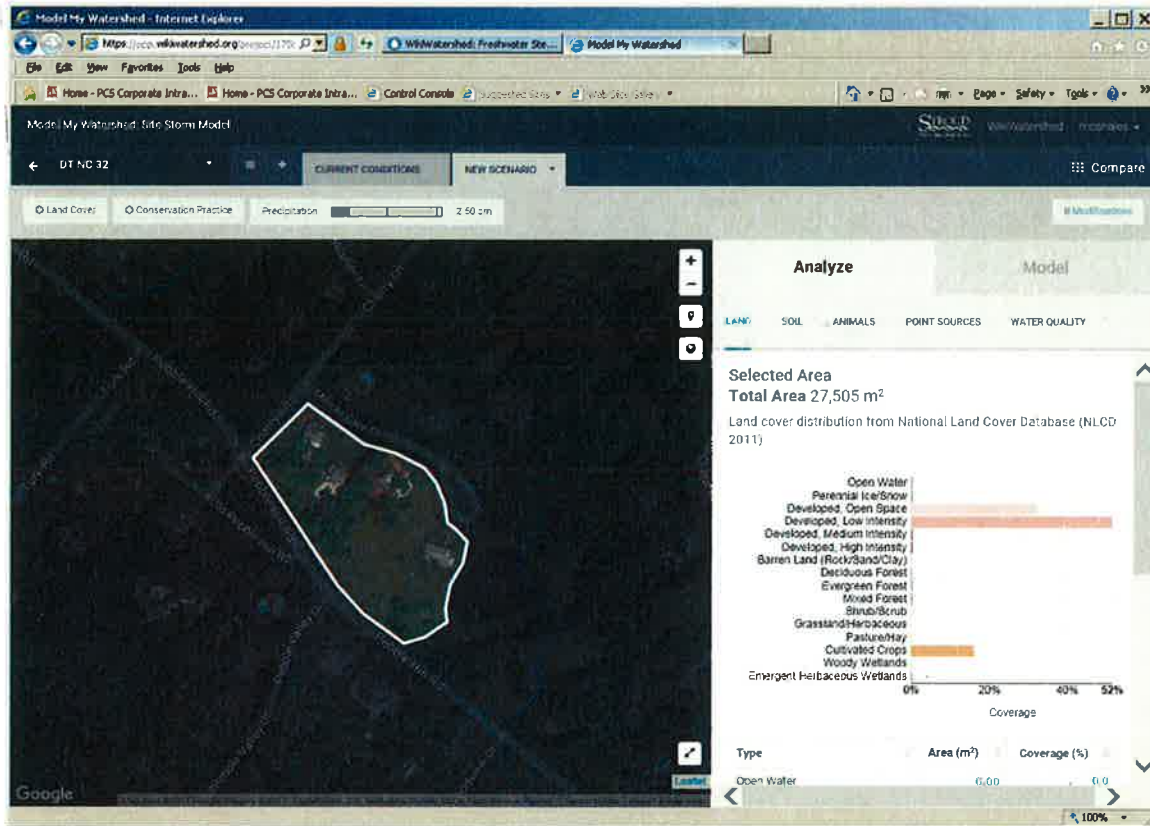 Model My Watershed - Internet Explorer
WikiWatershed: Freshwater Ste...
Model My Watershed
File Edit View Favorites Tools Help
Home - PCS Corporate Intra...
Home - PCS Corporate Intra...
Control Console
Page
Safety
Tools
Model My Watershed: Site Storm Model
STROUD
WikiWatershed
DT NC 32
CURRENT CONDITIONS
NEW SCENARIO
Compare
Land Cover
Conservation Practice
Precipitation
2.50 cm
Modifications
Analyze
Model
LAND
SOIL
ANIMALS
POINT SOURCES
WATER QUALITY
Selected Area
Total Area 27,505 m²
Land cover distribution from National Land Cover Database (NLCD
2011)
Open Water
Perennial Ice/Snow
Developed, Open Space
Developed, Low Intensity
Developed, Medium Intensity
Developed, High Intensity
Barren Land (Rock/Sand/Clay)
Deciduous Forest
Evergreen Forest
Mixed Forest
Shrub/Scrub
Grassland/Herbaceous
Pasture/Hay
Cultivated Crops
Woody Wetlands
Emergent Herbaceous Wetlands
0% 20% 40% 52%
Coverage
Type Area (m²) Coverage (%)
Open Water 0.00 0.0
Google
Leaflet
100%